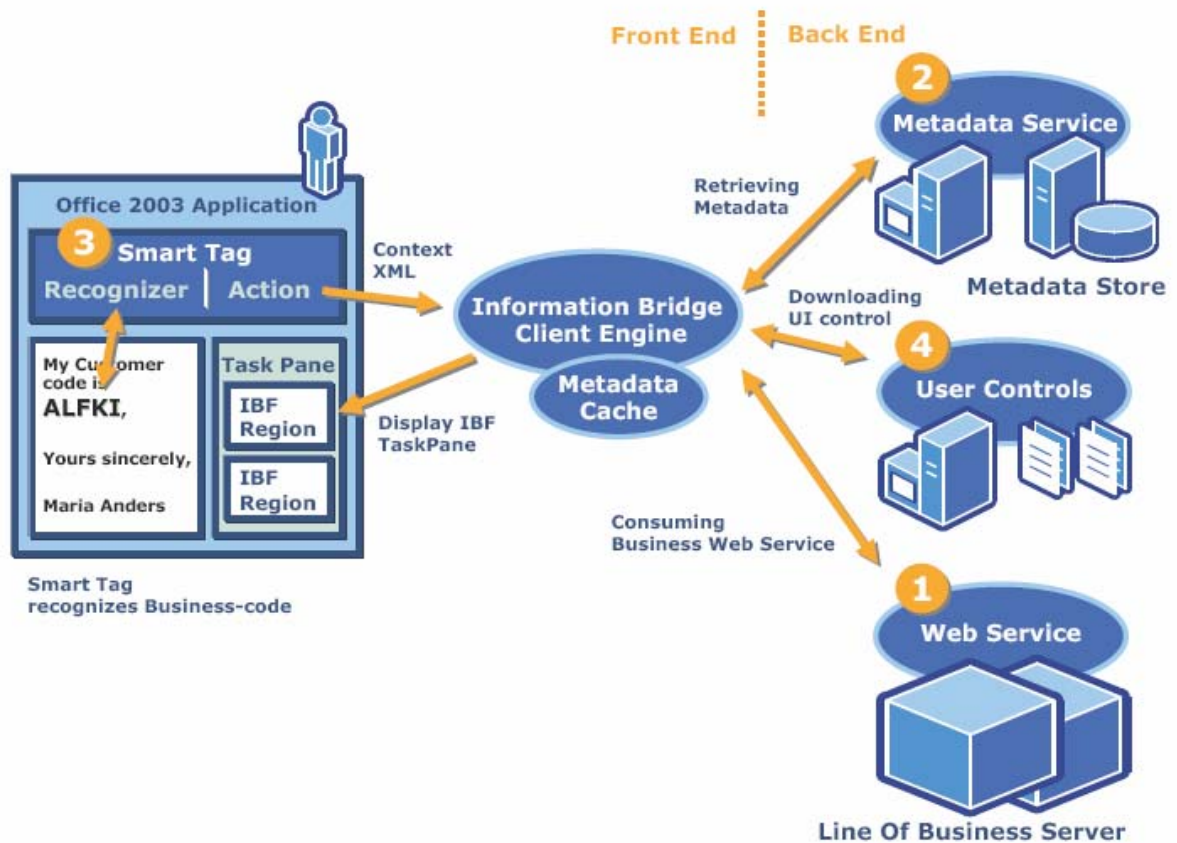 Front End
Back End
2
Metadata Service
Metadata Store
Retrieving
Metadata
Office 2003 Application
3
Smart Tag
Recognizer
Action
Context
XML
Information Bridge
Client Engine
Metadata
Cache
Downloading
UI control
4
User Controls
My Customer
code is
ALFKI,
Yours sincerely,
Maria Anders
Task Pane
IBF
Region
IBF
Region
Display IBF
TaskPane
Consuming
Business Web Service
Smart Tag
recognizes Business-code
1
Web Service
Line Of Business Server